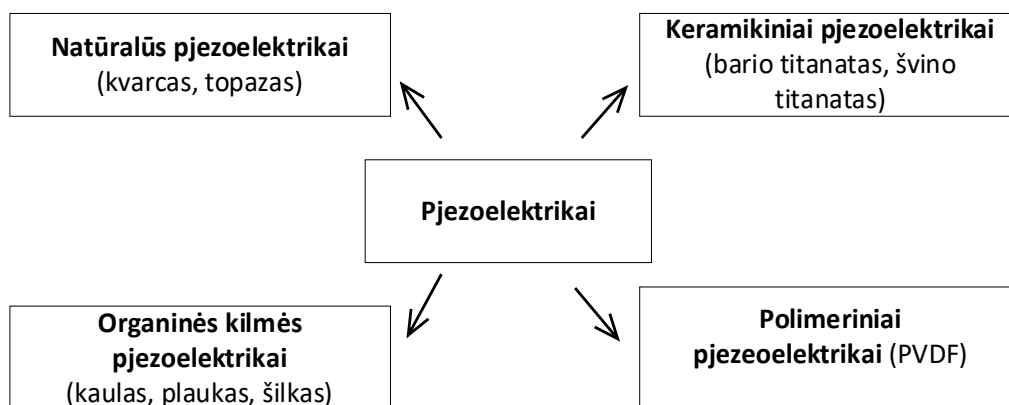 Natūralūs pjezoelektrikai
(kvarcas, topazas)
Keramikiniai pjezoelektrikai
(bario titanatas, švino
titanatas)
Pjezoelektrikai
Organinės kilmės
pjezoelektrikai
(kaulas, plaukas, šilkas)
Polimeriniai
pjezeoelektrikai (PVDF)